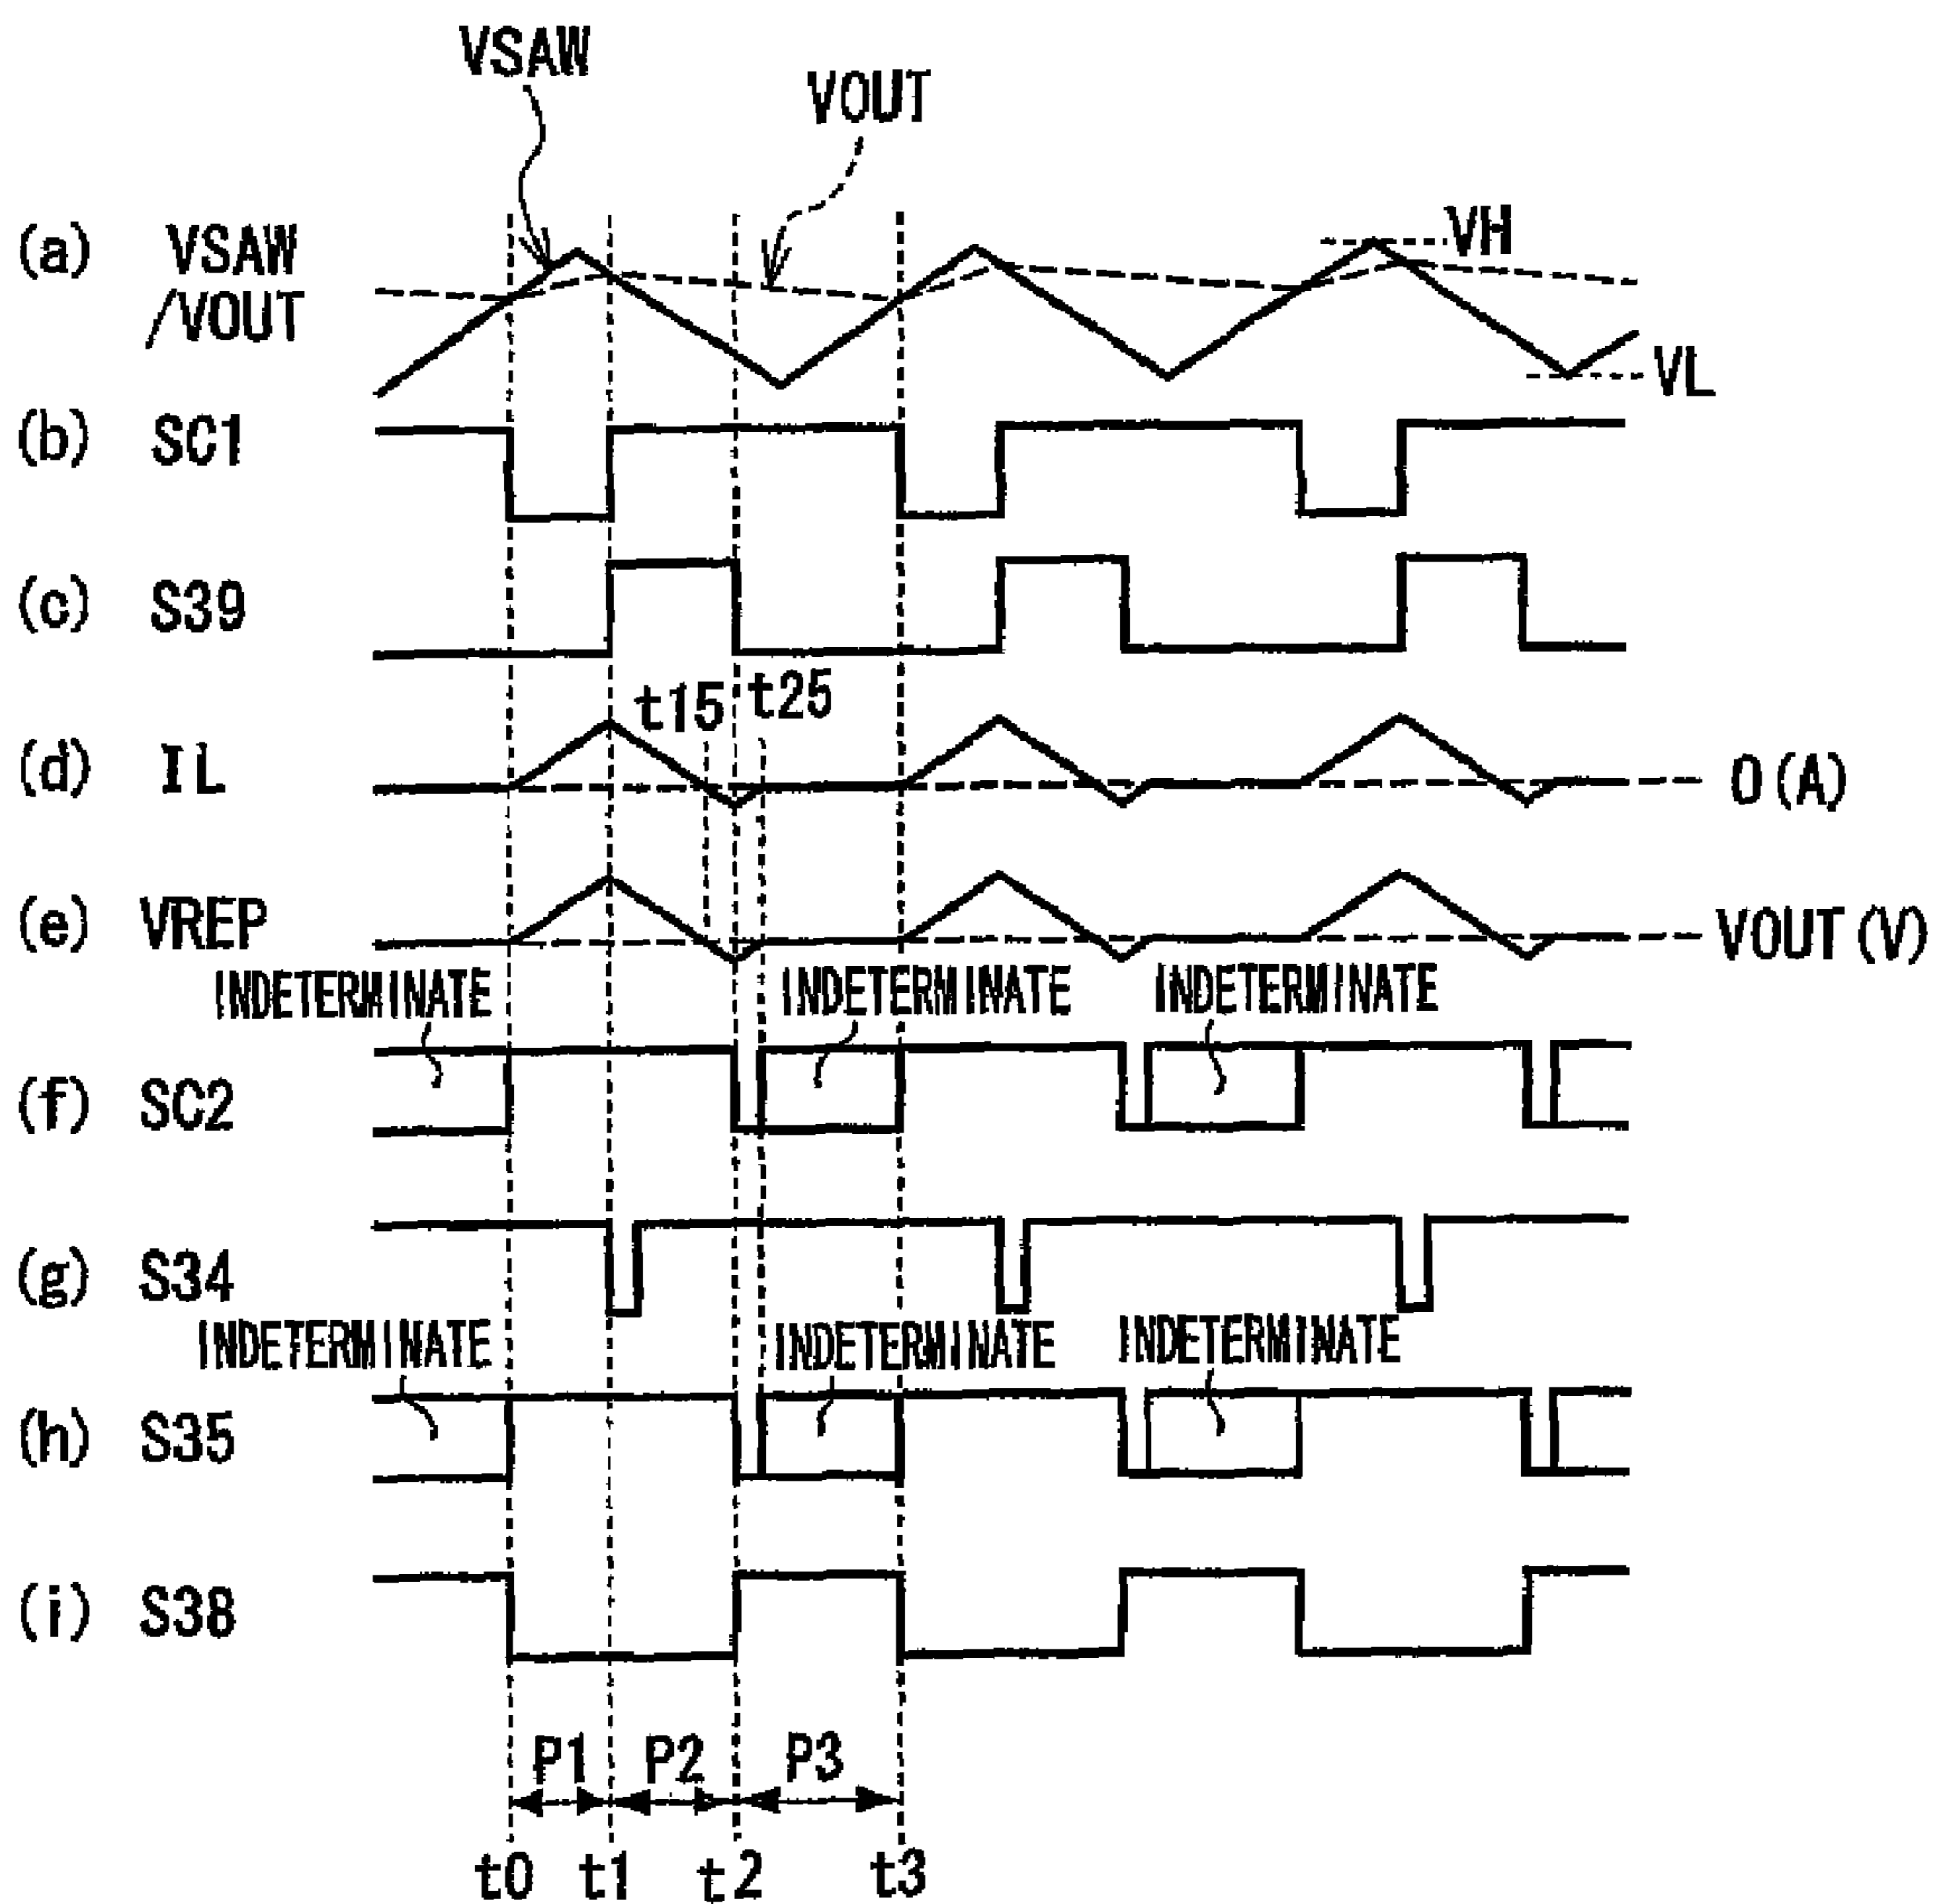 VSAW
VOUT
(a) VSAW
/VOUT
VH
VL
(b) SC1
(c) S39
t15 t25
(d) IL
0(A)
(e) VREP
VOUT(V)
INDETERMINATE INDETERMINATE INDETERMINATE
(f) SC2
(g) S34
INDETERMINATE INDETERMINATE INDETERMINATE
(h) S35
(i) S38
P1 P2 P3
t0 t1 t2 t3